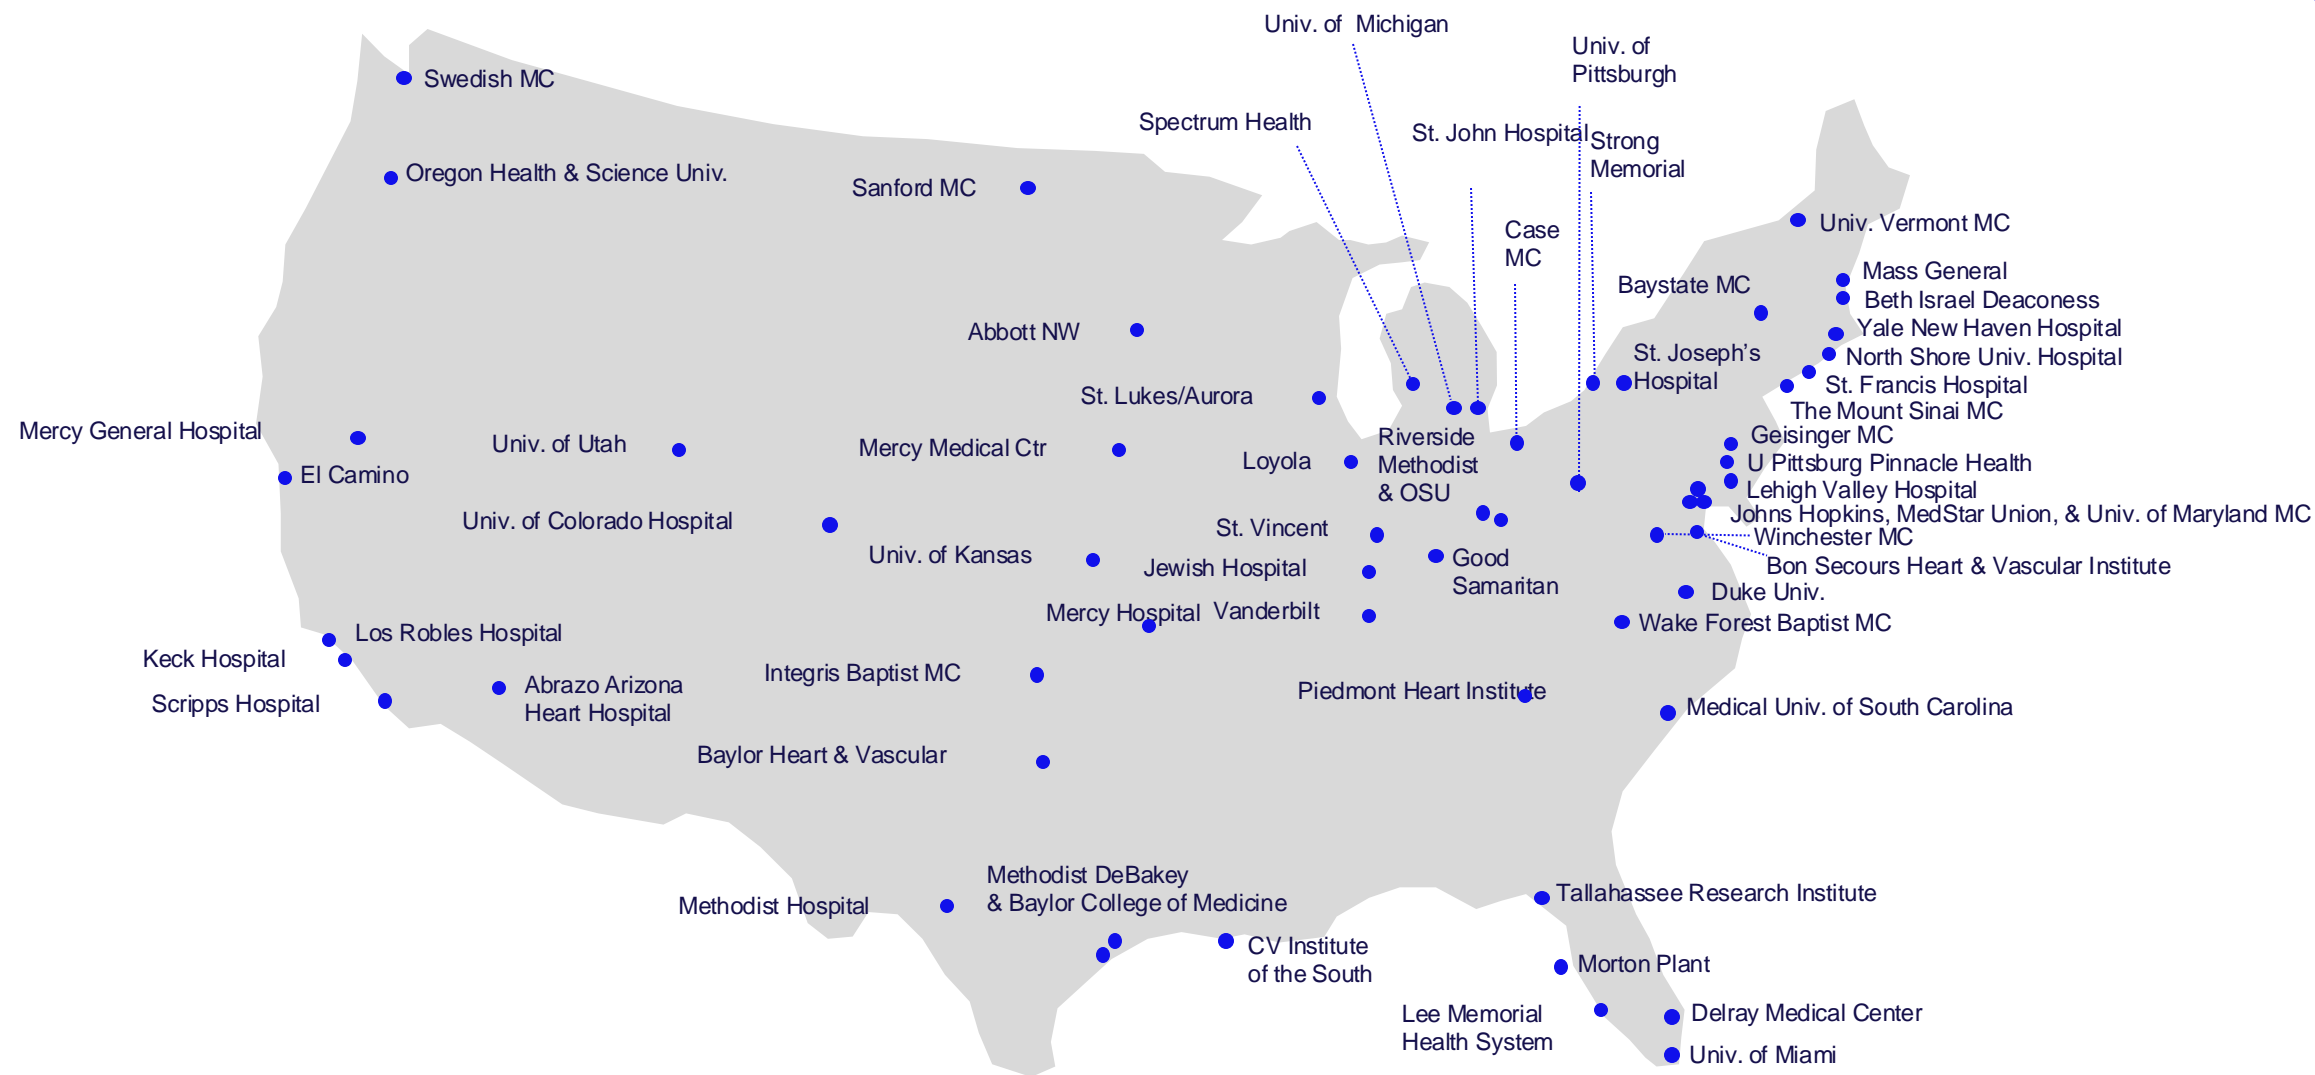 Univ. of  Michigan
Univ. of
Pittsburgh
Swedish MC
Spectrum Health
St. John Hospital
Strong
Memorial
Oregon Health & Science Univ.
Sanford MC
Univ. Vermont MC
Case
MC
Mass General
Baystate MC
Beth Israel Deaconess
Yale New Haven Hospital
Abbott NW
St. Joseph’s
Hospital
North Shore Univ. Hospital
St. Francis Hospital
St. Lukes/Aurora
The Mount Sinai MC
Mercy General Hospital
Univ. of Utah
Mercy Medical Ctr
Riverside
Methodist
& OSU
Geisinger MC
Loyola
U Pittsburg Pinnacle Health
El Camino
Lehigh Valley Hospital
Johns Hopkins, MedStar Union, & Univ. of Maryland MC
Univ. of Colorado Hospital
St. Vincent
Winchester MC
Univ. of Kansas
Good
Samaritan
Jewish Hospital
Bon Secours Heart & Vascular Institute
Duke Univ.
Mercy Hospital
Vanderbilt
Wake Forest Baptist MC
Los Robles Hospital
Keck Hospital
Integris Baptist MC
Abrazo Arizona
Heart Hospital
Piedmont Heart Institute
Scripps Hospital
Medical Univ. of South Carolina
Baylor Heart & Vascular
Methodist DeBakey
& Baylor College of Medicine
Methodist Hospital
Tallahassee Research Institute
CV Institute
of the South
Morton Plant
Lee Memorial
Health System
Delray Medical Center
Univ. of Miami